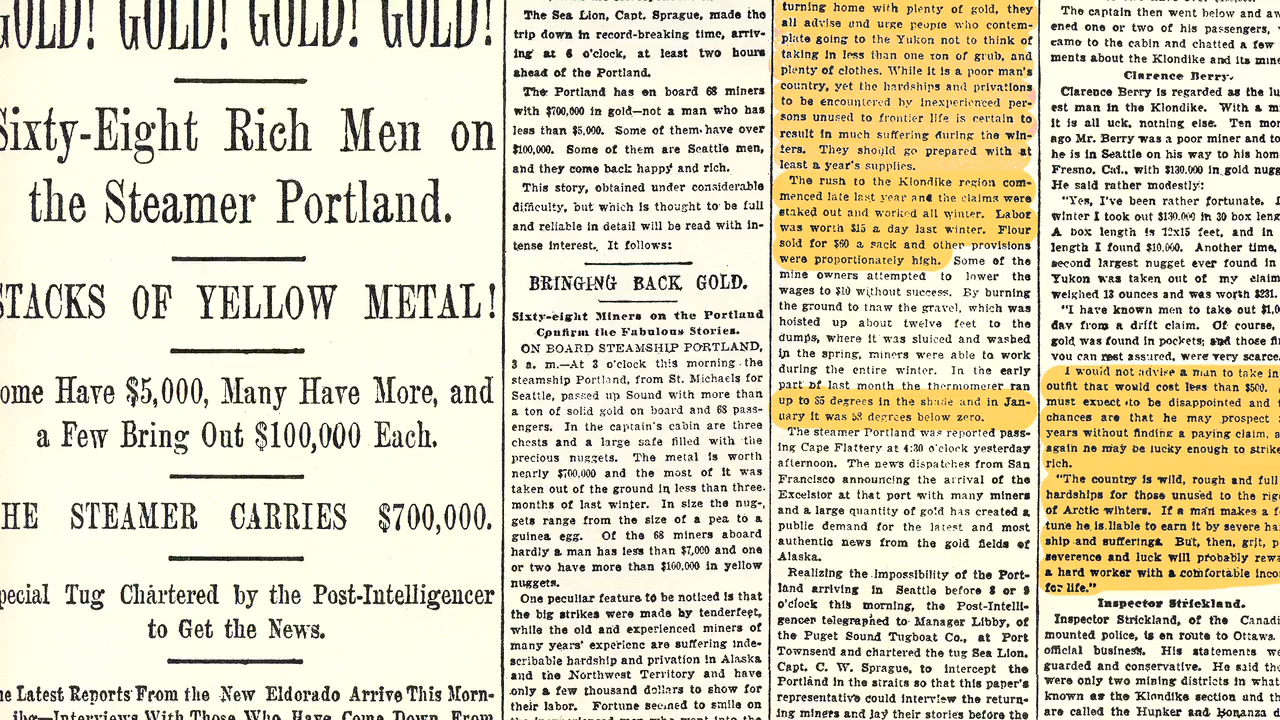 GOLD! GOLD! GOLD! GOLD!
Sixty-Eight Rich Men on
the Steamer Portland.
STACKS OF YELLOW METAL!
ome Have $5,000, Many Have More, and
a Few Bring Out $100,000 Each.
HE STEAMER CARRIES $700,000.
pecial Tug Chartered by the Post-Intelligencer
to Get the News.
he Latest Reports From the New Eldorado Arrive This Morn-
ing—Interviews With Those Who Have Come Down From
The Sea Lion, Capt. Sprague, made the
trip down in record-breaking time, arriv-
ing at 6 o'clock, at least two hours
ahead of the Portland.
The Portland has on board 68 miners
with $700,000 in gold—not a man who has
less than $5,000. Some of them have over
$100,000. Some of them are Seattle men,
and they come back happy and rich.
This story, obtained under considerable
difficulty, but which is thought to be full
and reliable in detail will be read with in-
tense interest. It follows:
BRINGING BACK GOLD.
Sixty-eight Miners on the Portland
Confirm the Fabulous Stories.
ON BOARD STEAMSHIP PORTLAND,
3 a. m.—At 3 o'clock this morning the
steamship Portland, from St. Michaels for
Seattle, passed up Sound with more than
a ton of solid gold on board and 68 pass-
engers. In the captain's cabin are three
chests and a large safe filled with the
precious nuggets. The metal is worth
nearly $700,000 and the most of it was
taken out of the ground in less than three
months of last winter. In size the nug-
gets range from the size of a pea to a
guinea egg. Of the 68 miners aboard
hardly a man has less than $7,000 and one
or two have more than $100,000 in yellow
nuggets.
One peculiar feature to be noticed is that
the big strikes were made by tenderfeet,
while the old and experienced miners of
many years' experienc are suffering inde-
scribable hardship and privation in Alaska
and the Northwest Territory and have
only a few thousand dollars to show for
their labor. Fortune seemed to smile on
the inexperienced men who went into the
turning home with plenty of gold, they
all advise and urge people who contem-
plate going to the Yukon not to think of
taking in less than one ton of grub, and
plenty of clothes. While it is a poor man's
country, yet the hardships and privations
to be encountered by inexperienced per-
sons unused to frontier life is certain to
result in much suffering during the win-
ters. They should go prepared with at
least a year's supplies.
The rush to the Klondike region com-
menced late last year and the claims were
staked out and worked all winter. Labor
was worth $15 a day last winter. Flour
sold for $60 a sack and other provisions
were proportionately high. Some of the
mine owners attempted to lower the
wages to $10 without success. By burning
the ground to thaw the gravel, which was
hoisted up about twelve feet to the
dumps, where it was sluiced and washed
in the spring, miners were able to work
during the entire winter. In the early
part of last month the thermometer ran
up to 85 degrees in the shade and in Jan-
uary it was 58 degrees below zero.
The steamer Portland was reported pass-
ing Cape Flattery at 4:30 o'clock yesterday
afternoon. The news dispatches from San
Francisco announcing the arrival of the
Excelsior at that port with many miners
and a large quantity of gold has created a
public demand for the latest and most
authentic news from the gold fields of
Alaska.
Realizing the impossibility of the Port-
land arriving in Seattle before 8 or 9
o'clock this morning, the Post-Intelli-
gencer telegraphed to Manager Libby, of
the Puget Sound Tugboat Co., at Port
Townsend and chartered the tug Sea Lion.
Capt. C. W. Sprague, to intercept the
Portland in the straits so that this paper's
representative could interview the return-
ing miners and lay their stories before the
The captain then went below and aw
ened one or two of his passengers,
came to the cabin and chatted a few
ments about the Klondike and its mine
Clarence Berry.
Clarence Berry is regarded as the lu
est man in the Klondike. With a m
it is all luck, nothing else. Ten mon
ago Mr. Berry was a poor miner and to
he is in Seattle on his way to his hom
Fresno, Cal., with $130,000 in gold nugg
He said rather modestly:
"Yes, I've been rather fortunate. I
winter I took out $130,000 in 30 box leng
A box length is 12x15 feet, and in
length I found $10,000. Another time,
second largest nugget ever found in
Yukon was taken out of my claim
weighed 13 ounces and was worth $231.
"I have known men to take out $1,0
day from a drift claim. Of course,
gold was found in pockets; and those fi
you can rest assured, were very scarce
I would not advise a man to take in
outfit that would cost less than $500.
must expect to be disappointed and
chances are that he may prospect
years without finding a paying claim, a
again he may be lucky enough to strike
rich.
"The country is wild, rough and full
hardships for those unused to the rig
of Arctic winters. If a man makes a f
tune he is liable to earn it by severe ha
ship and sufferings. But, then, grit, p
severence and luck will probably rew
a hard worker with a comfortable inco
for life."
Inspector Strickland.
Inspector Strickland, of the Canadi
mounted police, is en route to Ottawa
official business. His statements we
guarded and conservative. He said th
were only two mining districts in what
known as the Klondike section and th
are called the Hunker and Bonanza d